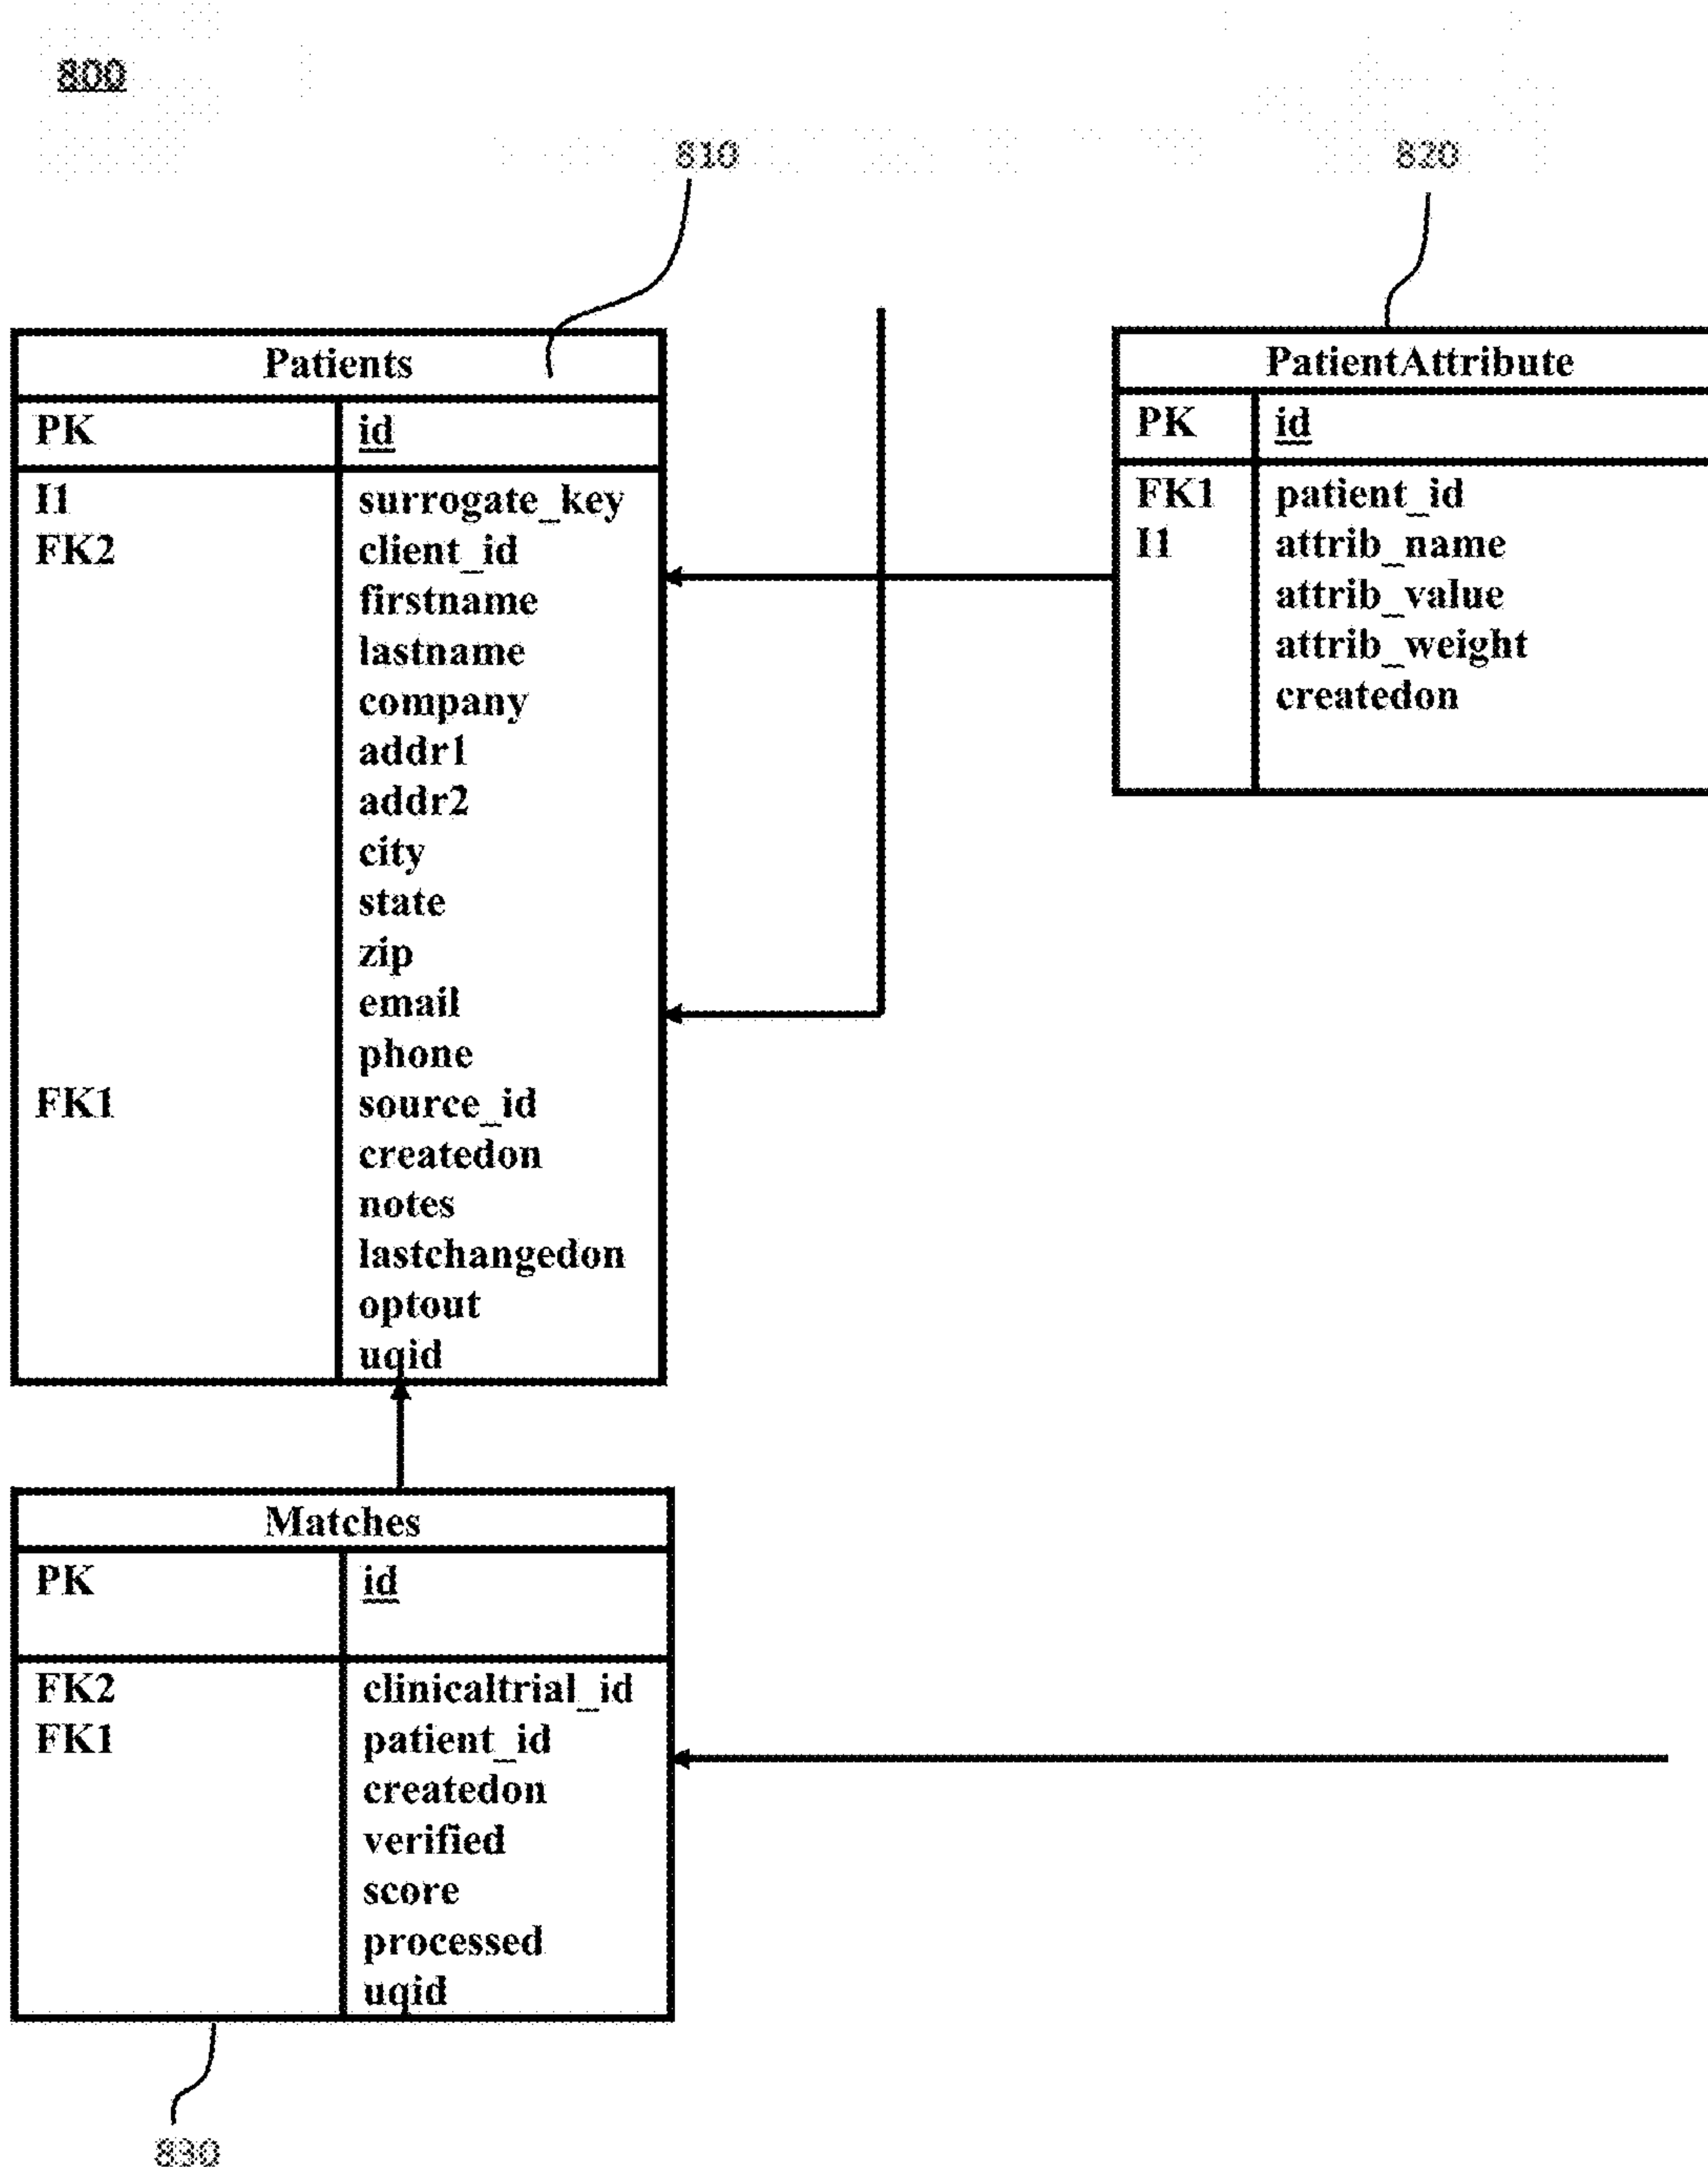 800
810
820
Patients
PK id
I1 surrogate_key
FK2 client_id
firstname
lastname
company
addr1
addr2
city
state
zip
email
phone
FK1 source_id
createdon
notes
lastchangedon
optout
uqid
PatientAttribute
PK id
FK1 patient_id
I1 attrib_name
attrib_value
attrib_weight
createdon
Matches
PK id
FK2 clinicaltrial_id
FK1 patient_id
createdon
verified
score
processed
uqid
830